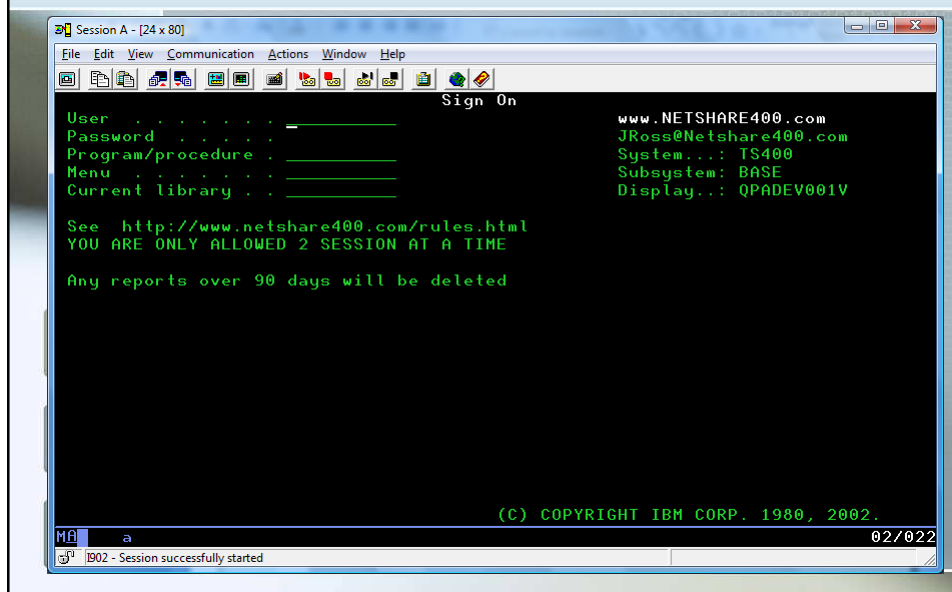 Session A - [24 x 80]
File Edit View Communication Actions Window Help
Sign On
User . . . . . . . www.NETSHARE400.com
Password . . . . . JRoss@Netshare400.com
Program/procedure . System...: TS400
Menu . . . . . . . Subsystem: BASE
Current library . . Display..: QPADEV001V
See http://www.netshare400.com/rules.html
YOU ARE ONLY ALLOWED 2 SESSION AT A TIME
Any reports over 90 days will be deleted
(C) COPYRIGHT IBM CORP. 1980, 2002.
MA a 02/022
I902 - Session successfully started